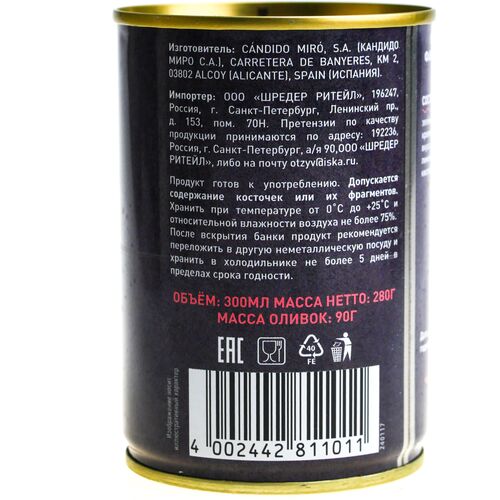 Изготовитель: CÁNDIDO MIRÓ, S.A. (КАНДИДО
МИРО С.А.), CARRETERA DE BANYERES, KM 2,
03802 ALCOY (ALICANTE), SPAIN (ИСПАНИЯ).
Импортер: ООО «ШРЕДЕР РИТЕЙЛ», 196247,
Россия, г. Санкт-Петербург, Ленинский пр.,
д. 153, пом. 70Н. Претензии по качеству
продукции принимаются по адресу: 192236,
Россия, г. Санкт-Петербург, а/я 90,ООО «ШРЕДЕР
РИТЕЙЛ», либо на почту otzyv@iska.ru
Продукт готов к употреблению. Допускается
содержание косточек или их фрагментов.
Хранить при температуре от 0°С до +25°С и
относительной влажности воздуха не более 75%.
После вскрытия банки продукт рекомендуется
переложить в другую неметаллическую посуду и
хранить в холодильнике не более 5 дней в
пределах срока годности.
ОБЪЁМ: 300МЛ МАССА НЕТТО: 280Г
МАССА ОЛИВОК: 90Г
EAC
40
FE
Изображение носит
иллюстративный характер
4 002442 811011
240117